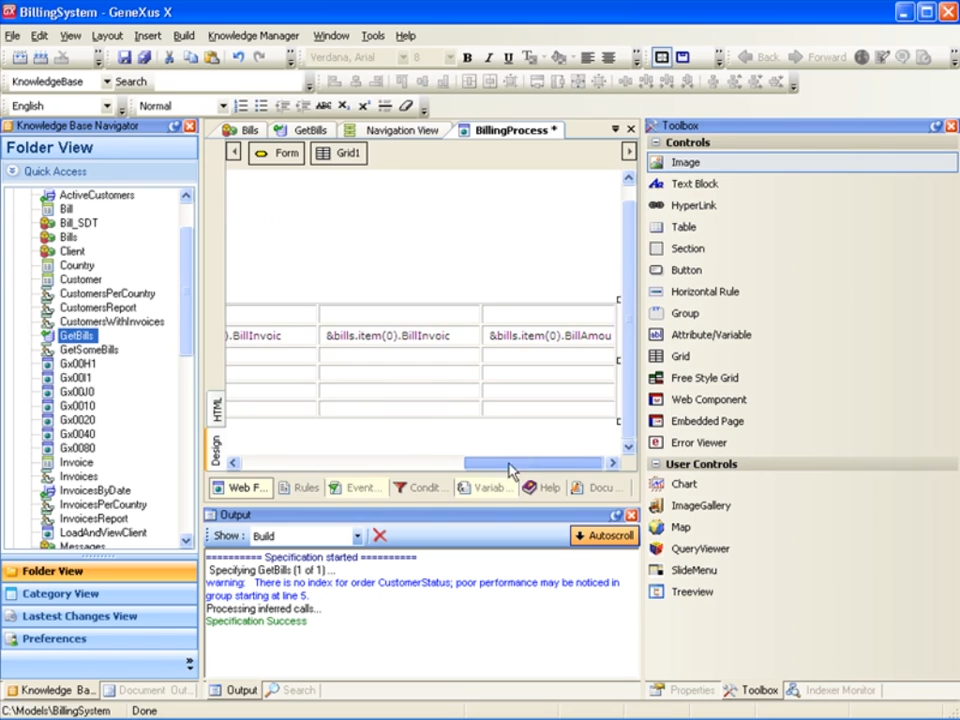 BillingSystem - GeneXus X
File Edit View Layout Insert Build Knowledge Manager Window Tools Help
Verdana, Arial 8 B I U Back Forward
KnowledgeBase Search
English Normal ABC
Knowledge Base Navigator
Folder View
Quick Access
ActiveCustomers
Bill
Bill_SDT
Bills
Client
Country
Customer
CustomersPerCountry
CustomersReport
CustomersWithInvoices
GetBills
GetSomeBills
Gx00H1
Gx00I1
Gx00J0
Gx0010
Gx0020
Gx0040
Gx0080
Invoice
Invoices
InvoicesByDate
InvoicesPerCountry
InvoicesReport
LoadAndViewClient
Messages
Folder View
Category View
Lastest Changes View
Preferences
Knowledge Ba... Document Out...
Bills GetBills Navigation View BillingProcess *
Form Grid1
).BillInvoic &bills.item(0).BillInvoic &bills.item(0).BillAmou
HTML
Design
Web F... Rules Event... Condit... Variab... Help Docu...
Output
Show: Build Autoscroll
========== Specification started ==========
Specifying GetBills (1 of 1) ...
warning: There is no index for order CustomerStatus; poor performance may be noticed in
group starting at line 5.
Processing inferred calls...
Specification Success
Output Search
Toolbox
Controls
Image
Text Block
HyperLink
Table
Section
Button
Horizontal Rule
Group
Attribute/Variable
Grid
Free Style Grid
Web Component
Embedded Page
Error Viewer
User Controls
Chart
ImageGallery
Map
QueryViewer
SlideMenu
Treeview
Properties Toolbox Indexer Monitor
C:\Models\BillingSystem Done